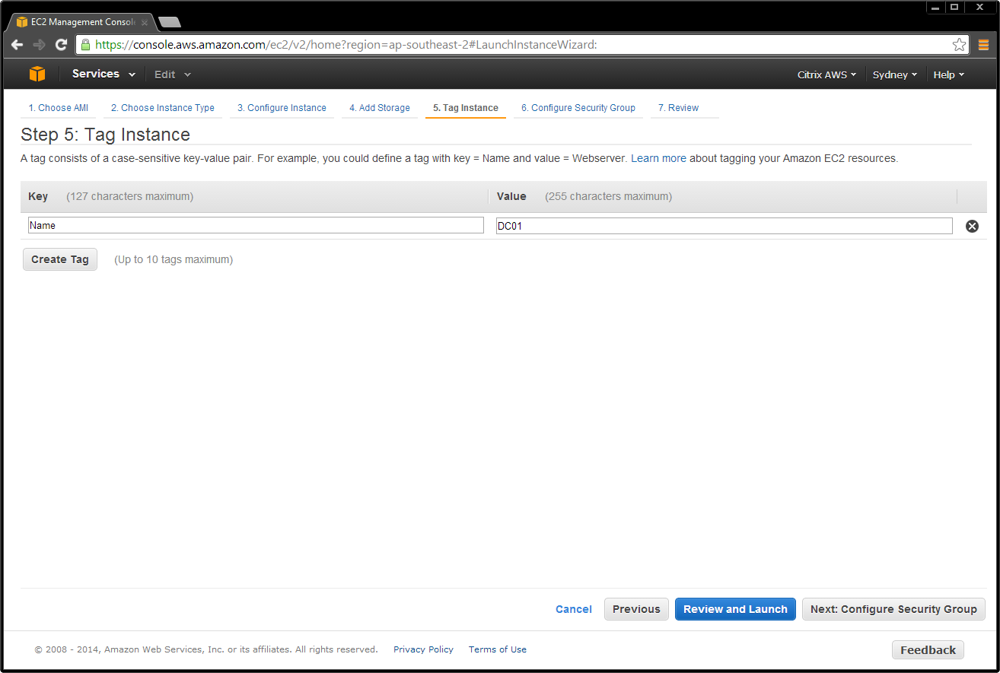 EC2 Management Consol
https://console.aws.amazon.com/ec2/v2/home?region=ap-southeast-2#LaunchInstanceWizard:
Services Edit Citrix AWS Sydney Help
1. Choose AMI 2. Choose Instance Type 3. Configure Instance 4. Add Storage 5. Tag Instance 6. Configure Security Group 7. Review
Step 5: Tag Instance
A tag consists of a case-sensitive key-value pair. For example, you could define a tag with key = Name and value = Webserver. Learn more about tagging your Amazon EC2 resources.
Key (127 characters maximum) Value (255 characters maximum)
Name DC01
Create Tag (Up to 10 tags maximum)
Cancel Previous Review and Launch Next: Configure Security Group
© 2008 - 2014, Amazon Web Services, Inc. or its affiliates. All rights reserved. Privacy Policy Terms of Use Feedback